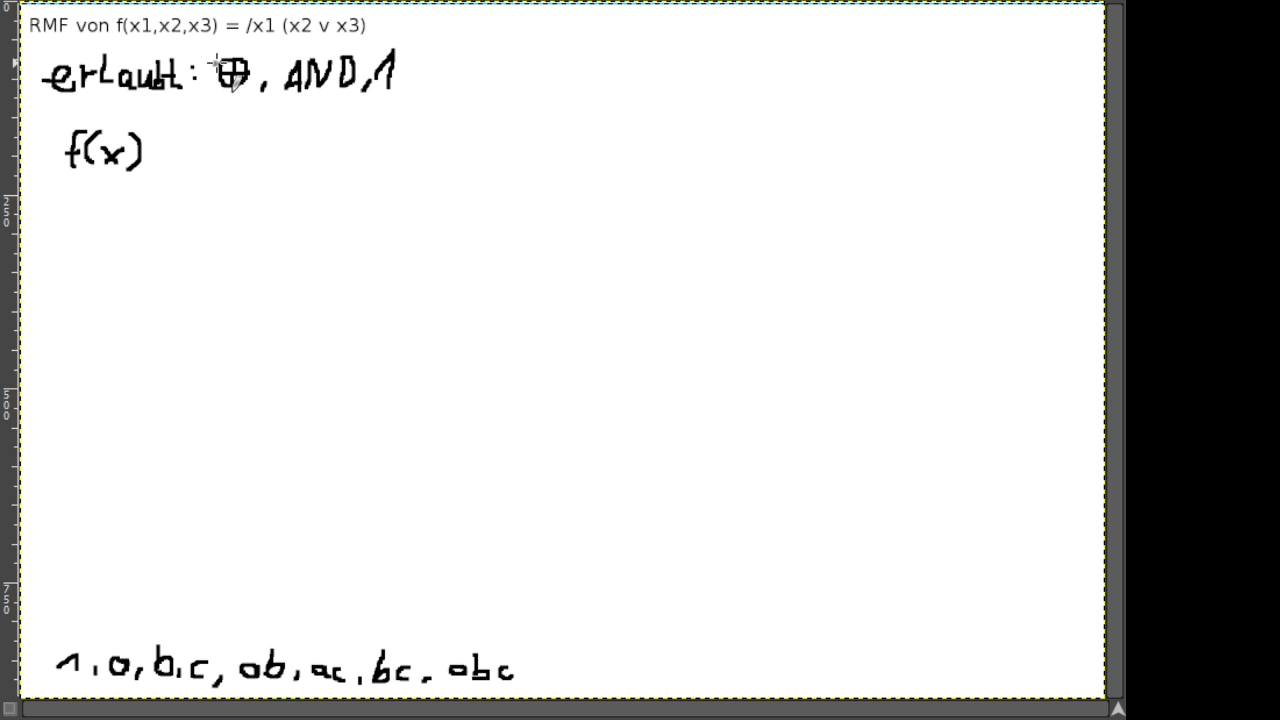 RMF von f(x1,x2,x3) = /x1 (x2 v x3)
erlaubt: ⊕, AND, 1
f(x)
1, a, b, c, ab, ac, bc, abc